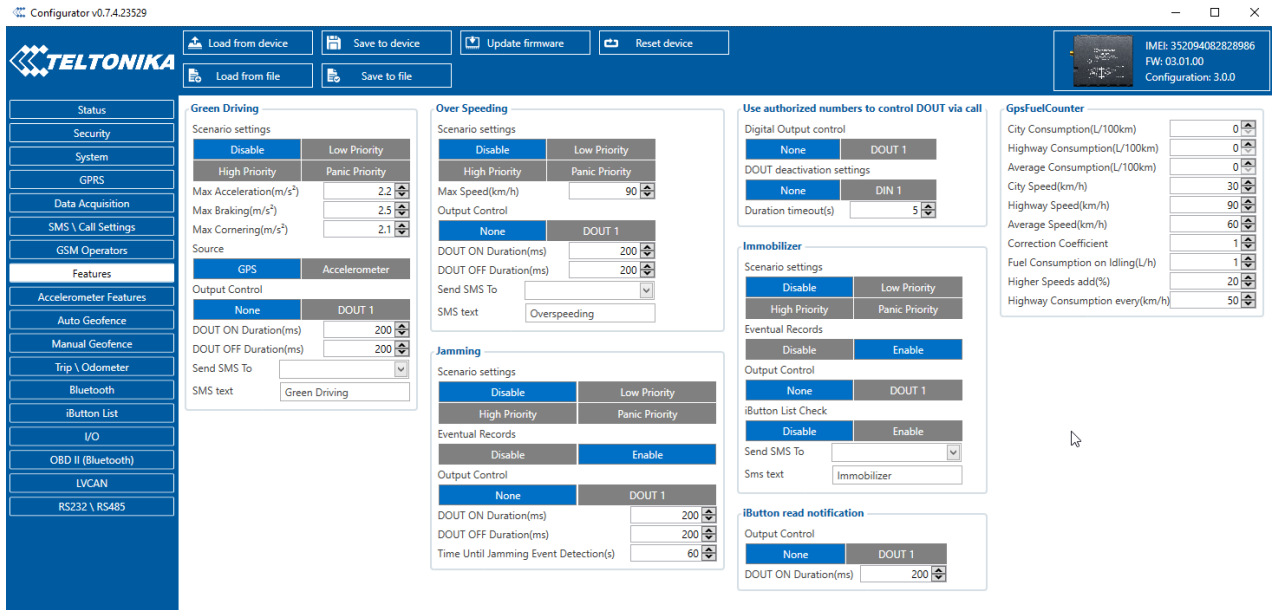 Configurator v0.7.4.23529
TELTONIKA
Load from device
Save to device
Update firmware
Reset device
Load from file
Save to file
IMEI: 352094082828986
FW: 03.01.00
Configuration: 3.0.0
Status
Security
System
GPRS
Data Acquisition
SMS \ Call Settings
GSM Operators
Features
Accelerometer Features
Auto Geofence
Manual Geofence
Trip \ Odometer
Bluetooth
iButton List
I/O
OBD II (Bluetooth)
LVCAN
RS232 \ RS485
Green Driving
Scenario settings
Disable Low Priority
High Priority Panic Priority
Max Acceleration(m/s²) 2.2
Max Braking(m/s²) 2.5
Max Cornering(m/s²) 2.1
Source
GPS Accelerometer
Output Control
None DOUT 1
DOUT ON Duration(ms) 200
DOUT OFF Duration(ms) 200
Send SMS To
SMS text Green Driving
Over Speeding
Scenario settings
Disable Low Priority
High Priority Panic Priority
Max Speed(km/h) 90
Output Control
None DOUT 1
DOUT ON Duration(ms) 200
DOUT OFF Duration(ms) 200
Send SMS To
SMS text Overspeeding
Jamming
Scenario settings
Disable Low Priority
High Priority Panic Priority
Eventual Records
Disable Enable
Output Control
None DOUT 1
DOUT ON Duration(ms) 200
DOUT OFF Duration(ms) 200
Time Until Jamming Event Detection(s) 60
Use authorized numbers to control DOUT via call
Digital Output control
None DOUT 1
DOUT deactivation settings
None DIN 1
Duration timeout(s) 5
Immobilizer
Scenario settings
Disable Low Priority
High Priority Panic Priority
Eventual Records
Disable Enable
Output Control
None DOUT 1
iButton List Check
Disable Enable
Send SMS To
Sms text Immobilizer
iButton read notification
Output Control
None DOUT 1
DOUT ON Duration(ms) 200
GpsFuelCounter
City Consumption(L/100km) 0
Highway Consumption(L/100km) 0
Average Consumption(L/100km) 0
City Speed(km/h) 30
Highway Speed(km/h) 90
Average Speed(km/h) 60
Correction Coefficient 1
Fuel Consumption on Idling(L/h) 1
Higher Speeds add(%) 20
Highway Consumption every(km/h) 50